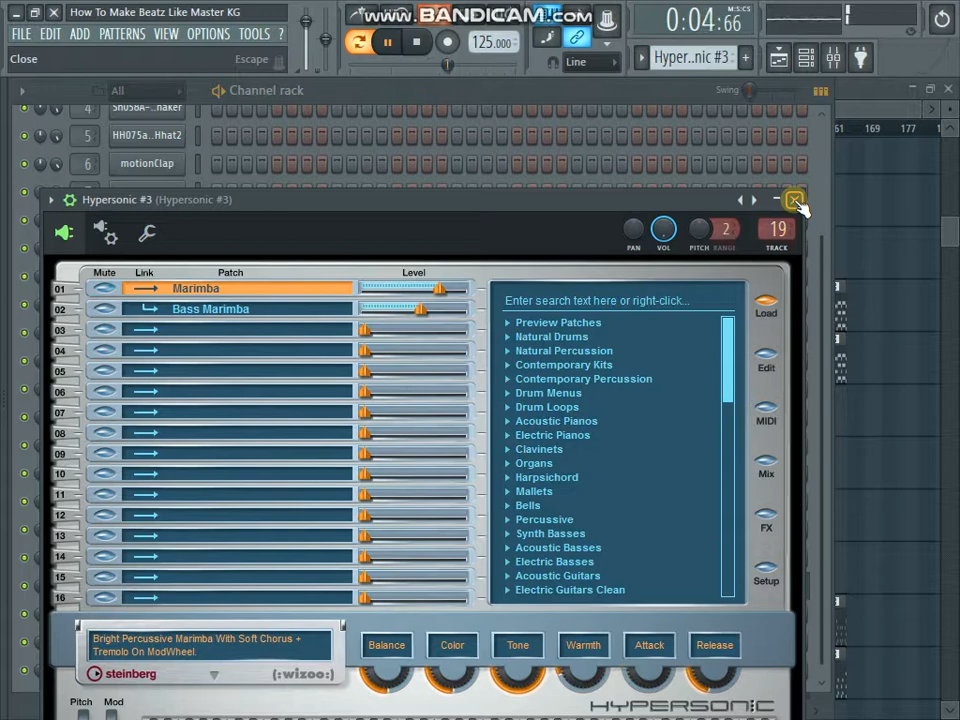 How To Make Beatz Like Master KG
www.BANDICAM.com
FILE EDIT ADD PATTERNS VIEW OPTIONS TOOLS ?
125.000
0:04:66
M:S:CS
Line
Hyper..nic #3
Close
Escape
All
Channel rack
Swing
4
5
HH075a..Hhat2
6
motionClap
169
177
Hypersonic #3 (Hypersonic #3)
2
19
PAN
VOL
PITCH RANGE
TRACK
Mute
Link
Patch
Level
01
Marimba
02
Bass Marimba
03
04
05
06
07
08
09
10
11
12
13
14
15
16
Enter search text here or right-click...
Preview Patches
Natural Drums
Natural Percussion
Contemporary Kits
Contemporary Percussion
Drum Menus
Drum Loops
Acoustic Pianos
Electric Pianos
Clavinets
Organs
Harpsichord
Mallets
Bells
Percussive
Synth Basses
Acoustic Basses
Electric Basses
Acoustic Guitars
Electric Guitars Clean
Load
Edit
MIDI
Mix
FX
Setup
Bright Percussive Marimba With Soft Chorus +
Tremolo On ModWheel.
steinberg
(:wizoo:)
Balance
Color
Tone
Warmth
Attack
Release
Pitch
Mod
HYPERSONIC